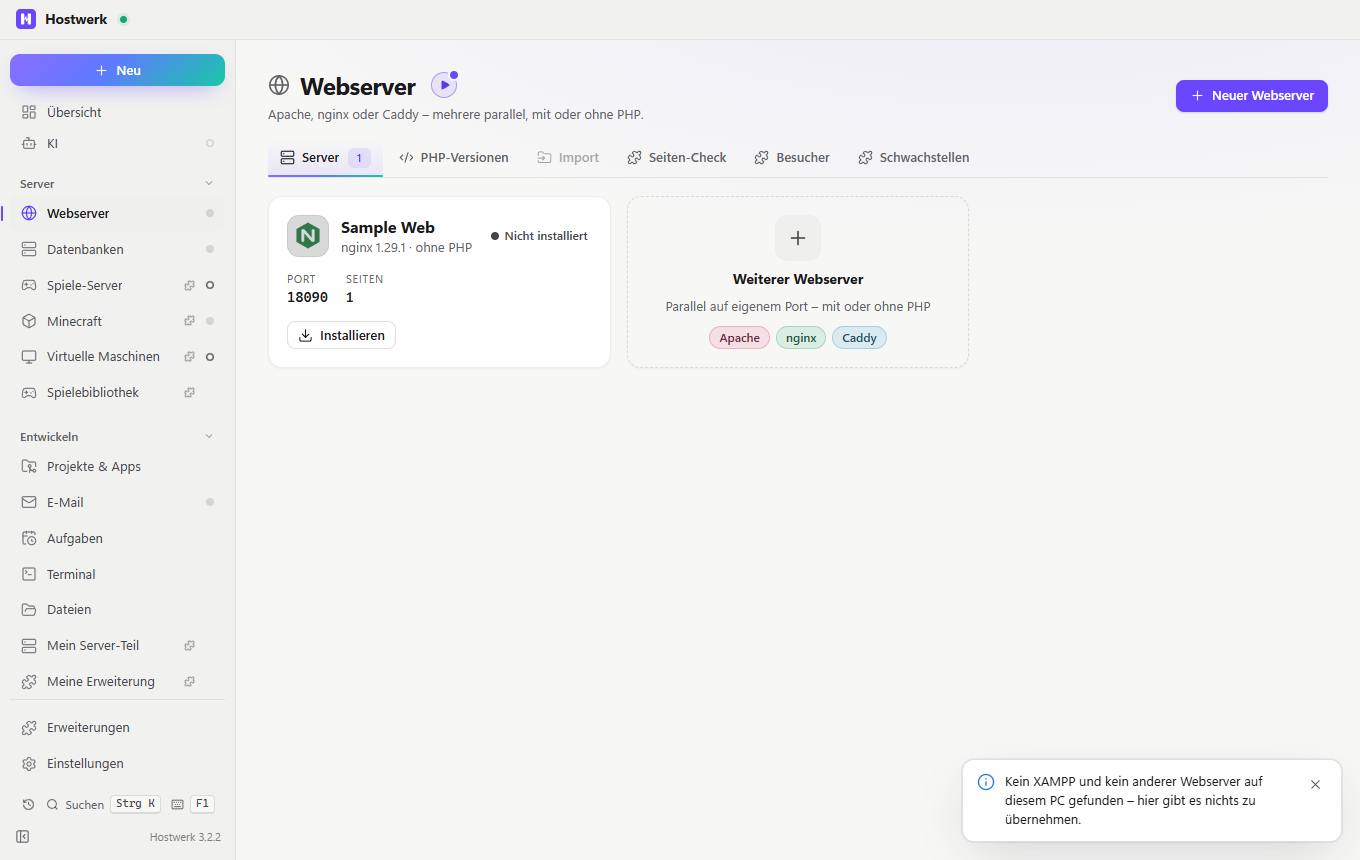 Hostwerk
Neu
Übersicht
KI
Server
Webserver
Datenbanken
Spiele-Server
Minecraft
Virtuelle Maschinen
Spielebibliothek
Entwickeln
Projekte & Apps
E-Mail
Aufgaben
Terminal
Dateien
Mein Server-Teil
Meine Erweiterung
Erweiterungen
Einstellungen
Suchen Strg K F1
Hostwerk 3.2.2
Webserver
Apache, nginx oder Caddy – mehrere parallel, mit oder ohne PHP.
Neuer Webserver
Server 1 PHP-Versionen Import Seiten-Check Besucher Schwachstellen
Sample Web
nginx 1.29.1 · ohne PHP
Nicht installiert
PORT SEITEN
18090 1
Installieren
Weiterer Webserver
Parallel auf eigenem Port – mit oder ohne PHP
Apache nginx Caddy
Kein XAMPP und kein anderer Webserver auf
diesem PC gefunden – hier gibt es nichts zu
übernehmen.